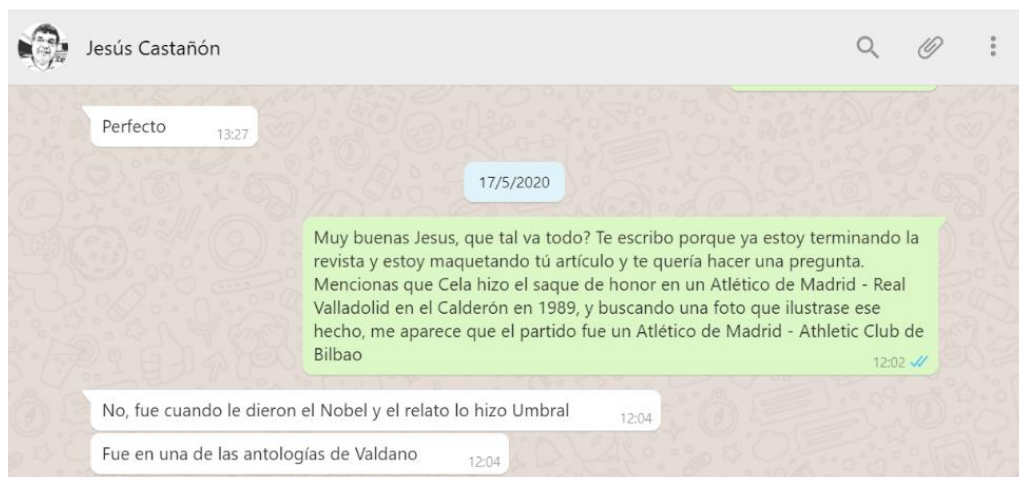 Jesús Castañón
Perfecto
13:27
17/5/2020
Muy buenas Jesus, que tal va todo? Te escribo porque ya estoy terminando la
revista y estoy maquetando tú artículo y te quería hacer una pregunta.
Mencionas que Cela hizo el saque de honor en un Atlético de Madrid - Real
Valladolid en el Calderón en 1989, y buscando una foto que ilustrase ese
hecho, me aparece que el partido fue un Atlético de Madrid - Athletic Club de
Bilbao
12:02
No, fue cuando le dieron el Nobel y el relato lo hizo Umbral
12:04
Fue en una de las antologías de Valdano
12:04